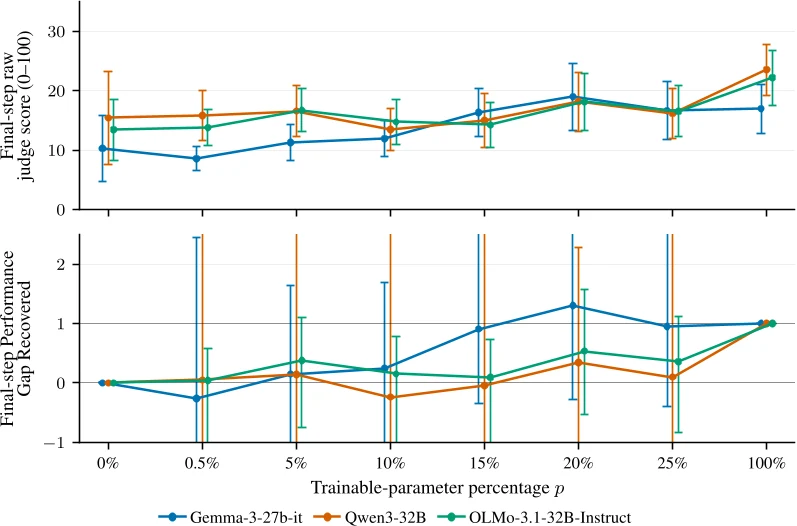 Final-step raw
judge score (0–100)
30
20
10
0
Final-step Performance
Gap Recovered
2
1
0
−1
0%
0.5%
5%
10%
15%
20%
25%
100%
Trainable-parameter percentage p
Gemma-3-27b-it
Qwen3-32B
OLMo-3.1-32B-Instruct